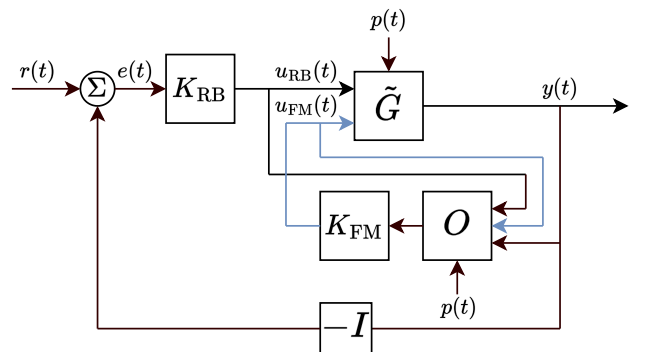 p(t)
r(t)
e(t)
Σ
K_RB
u_RB(t)
u_FM(t)
G̃
y(t)
K_FM
O
p(t)
−I